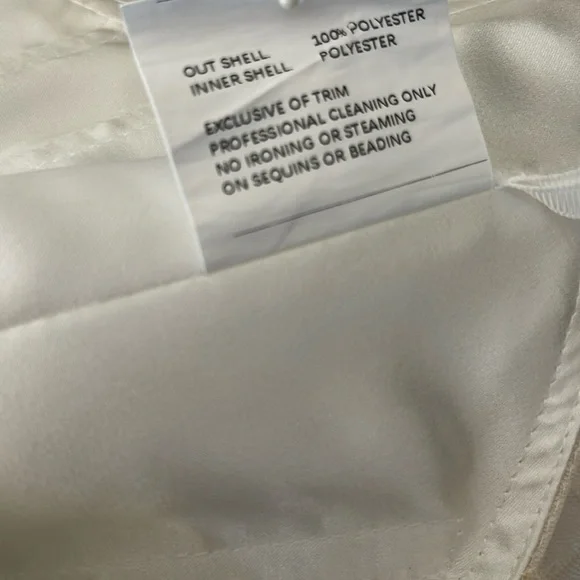 OUT SHELL 100% POLYESTER
INNER SHELL POLYESTER
EXCLUSIVE OF TRIM
PROFESSIONAL CLEANING ONLY
NO IRONING OR STEAMING
ON SEQUINS OR BEADING